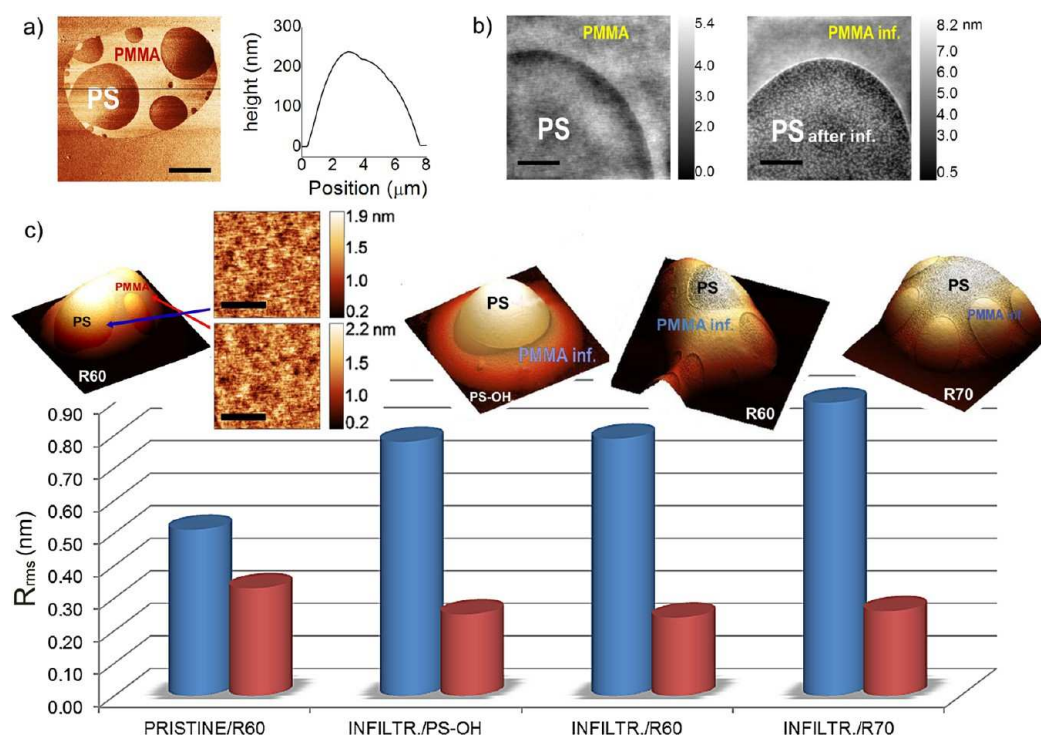 a)
PMMA
PS
height (nm)
300
200
100
0
0 2 4 6 8
Position (μm)
b)
PMMA
PS
5.4
4.0
3.0
2.0
0.0
PMMA inf.
PS after inf.
8.2 nm
7.0
6.0
4.0
3.0
0.5
c)
PMMA
PS
R60
1.9 nm
1.5
1.0
0.2
2.2 nm
1.5
1.0
0.2
PS
PMMA inf.
PS-OH
PS
PMMA inf.
R60
PS
PMMA inf
R70
Rrms (nm)
0.90
0.80
0.70
0.60
0.50
0.40
0.30
0.20
0.10
0.00
PRISTINE/R60
INFILTR./PS-OH
INFILTR./R60
INFILTR./R70